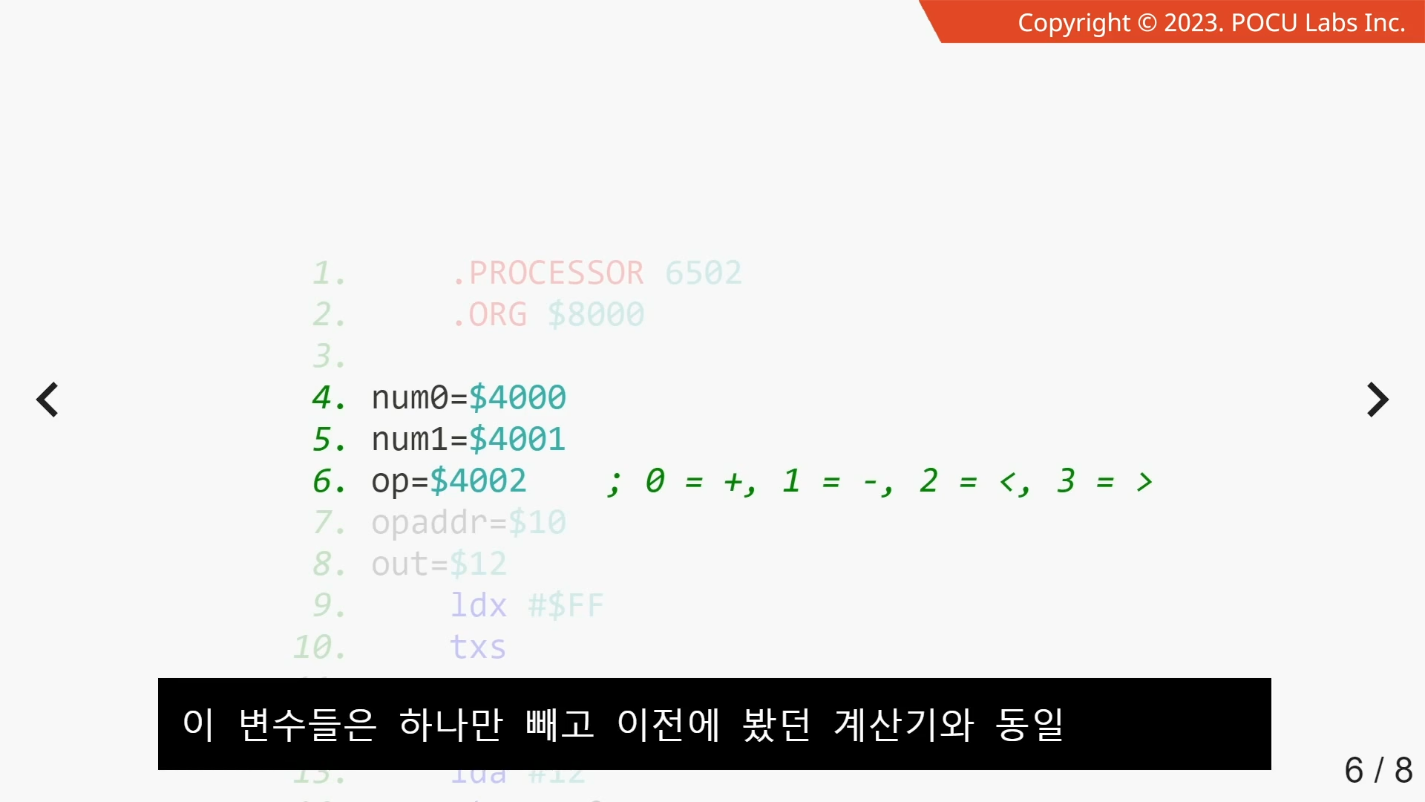 Copyright © 2023. POCU Labs Inc.
1. .PROCESSOR 6502
2. .ORG $8000
3.
4. num0=$4000
5. num1=$4001
6. op=$4002 ; 0 = +, 1 = -, 2 = <, 3 = >
7. opaddr=$10
8. out=$12
9. ldx #$FF
10. txs
이 변수들은 하나만 빼고 이전에 봤던 계산기와 동일
13. lda #12
6 / 8